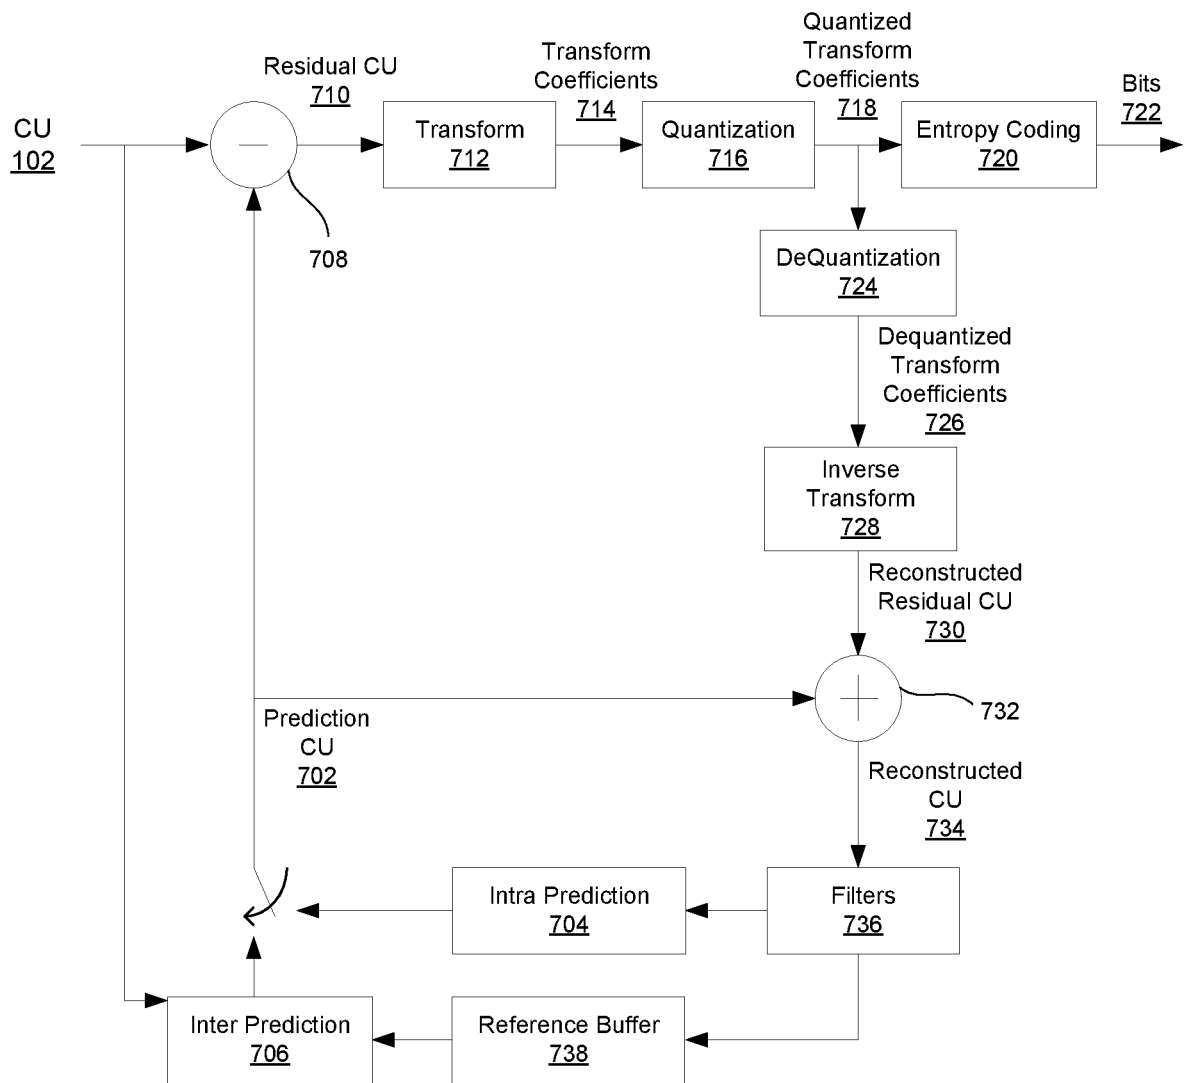 CU
102
Residual CU
710
708
Transform
712
Transform
Coefficients
714
Quantization
716
Quantized
Transform
Coefficients
718
Entropy Coding
720
Bits
722
DeQuantization
724
Dequantized
Transform
Coefficients
726
Inverse
Transform
728
Reconstructed
Residual CU
730
732
Prediction
CU
702
Reconstructed
CU
734
Intra Prediction
704
Filters
736
Inter Prediction
706
Reference Buffer
738